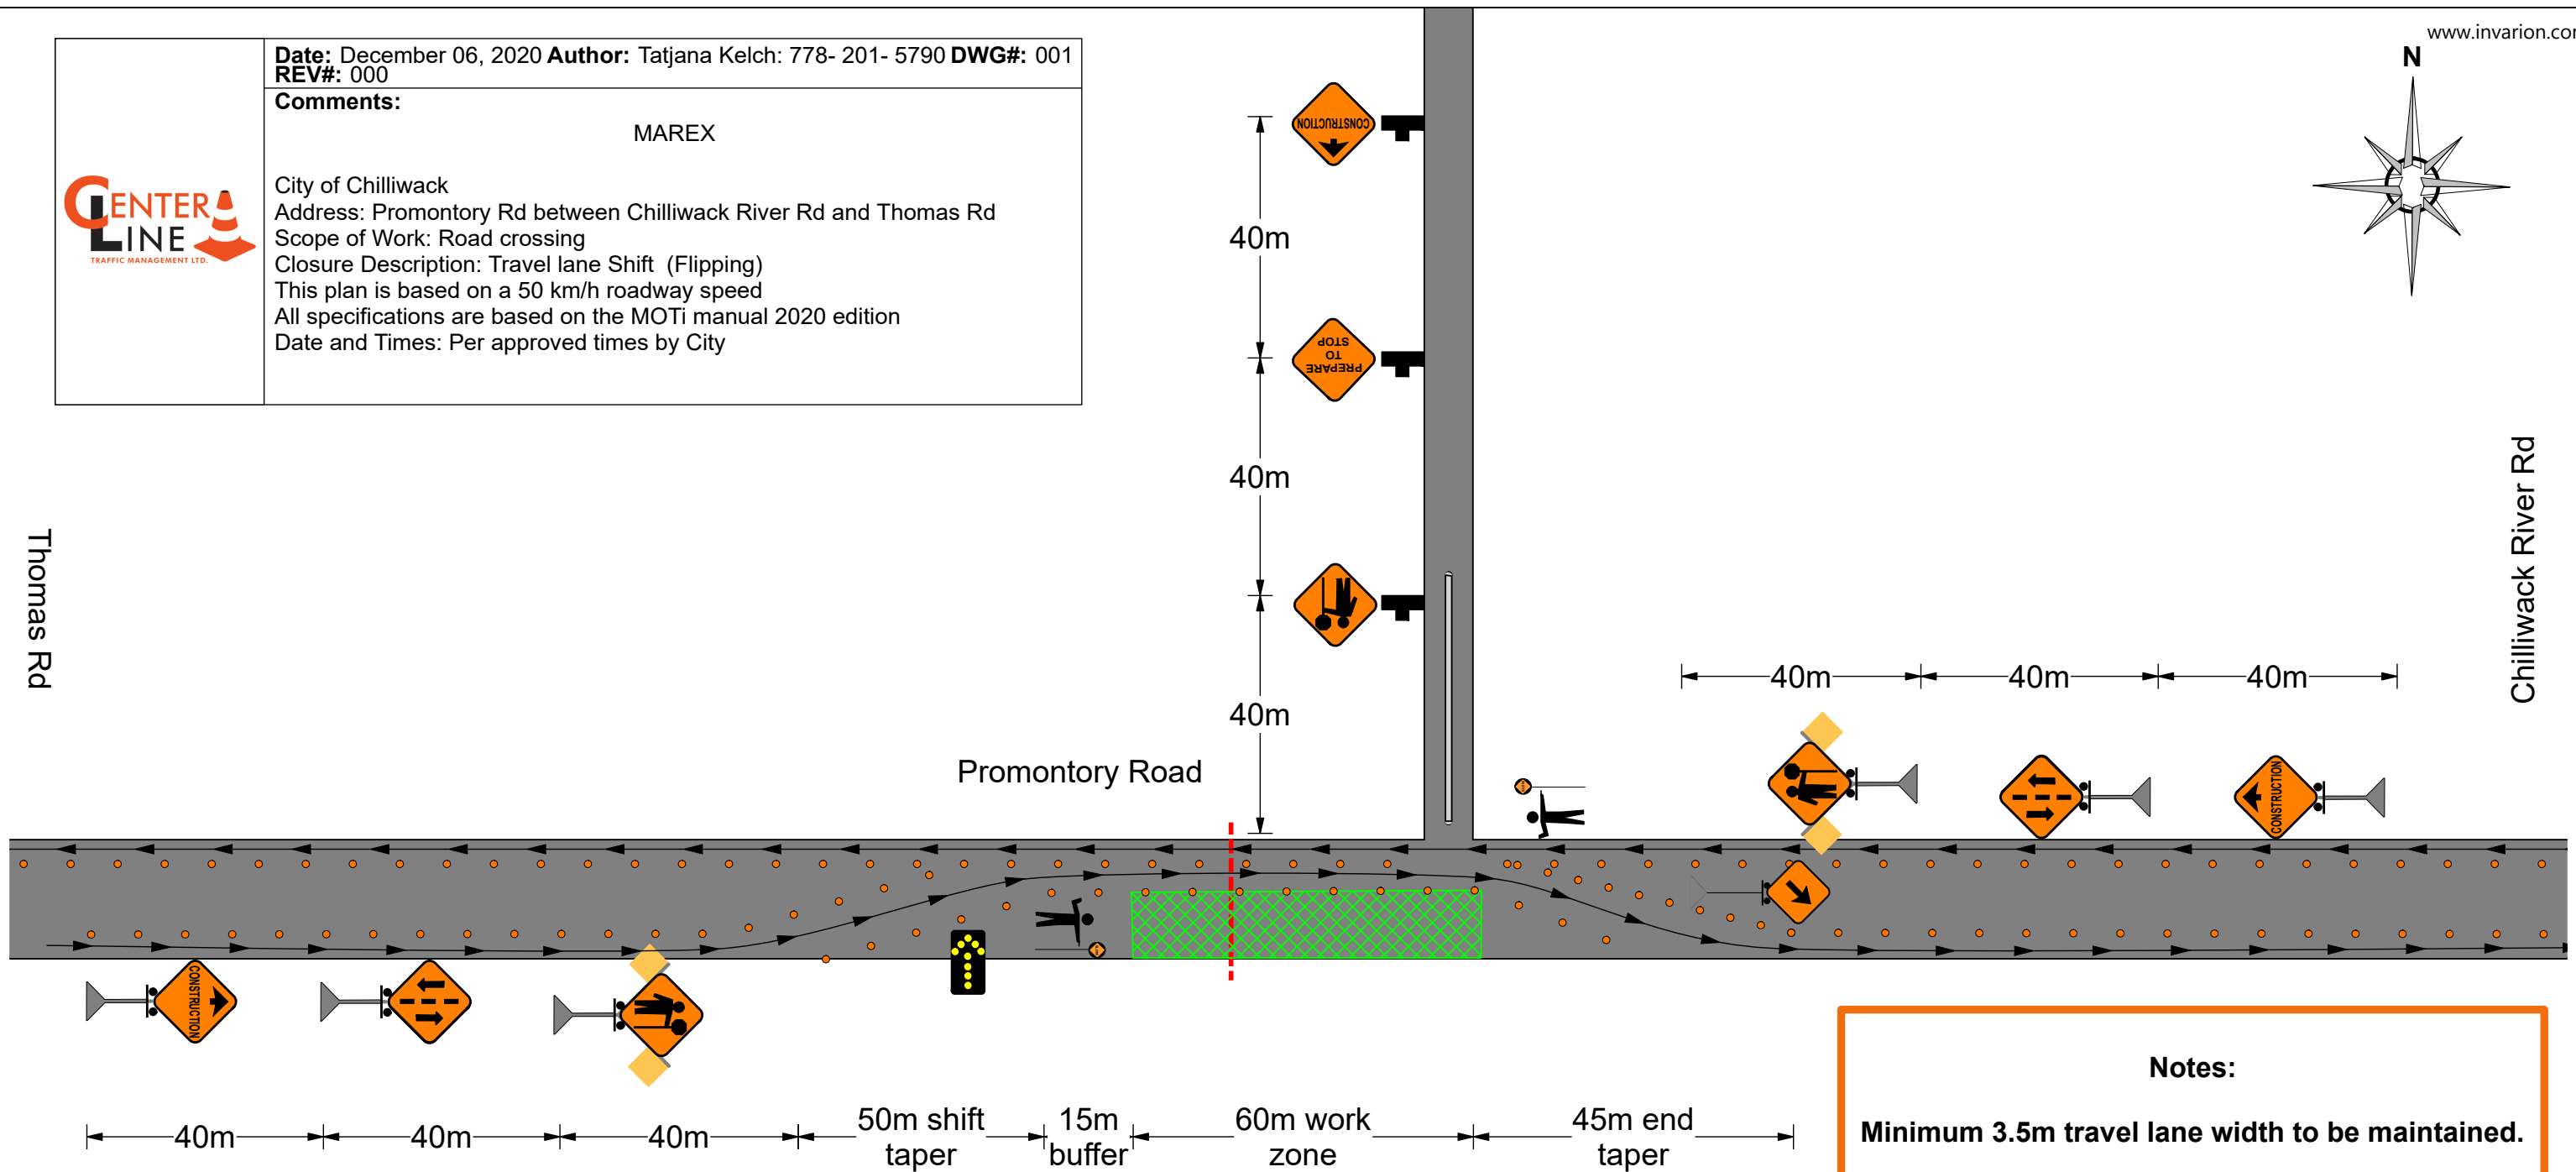 www.invarion.com
Date: December 06, 2020 Author: Tatjana Kelch: 778- 201- 5790 DWG#: 001
REV#: 000
Comments:
MAREX
City of Chilliwack
Address: Promontory Rd between Chilliwack River Rd and Thomas Rd
Scope of Work: Road crossing
Closure Description: Travel lane Shift (Flipping)
This plan is based on a 50 km/h roadway speed
All specifications are based on the MOTi manual 2020 edition
Date and Times: Per approved times by City
CENTER
LINE
TRAFFIC MANAGEMENT LTD.
N
CONSTRUCTION
40m
PREPARE
TO
STOP
40m
40m
Thomas Rd
Chilliwack River Rd
Promontory Road
40m
40m
40m
CONSTRUCTION
CONSTRUCTION
40m
40m
40m
50m shift
taper
15m
buffer
60m work
zone
45m end
taper
Notes:
Minimum 3.5m travel lane width to be maintained.